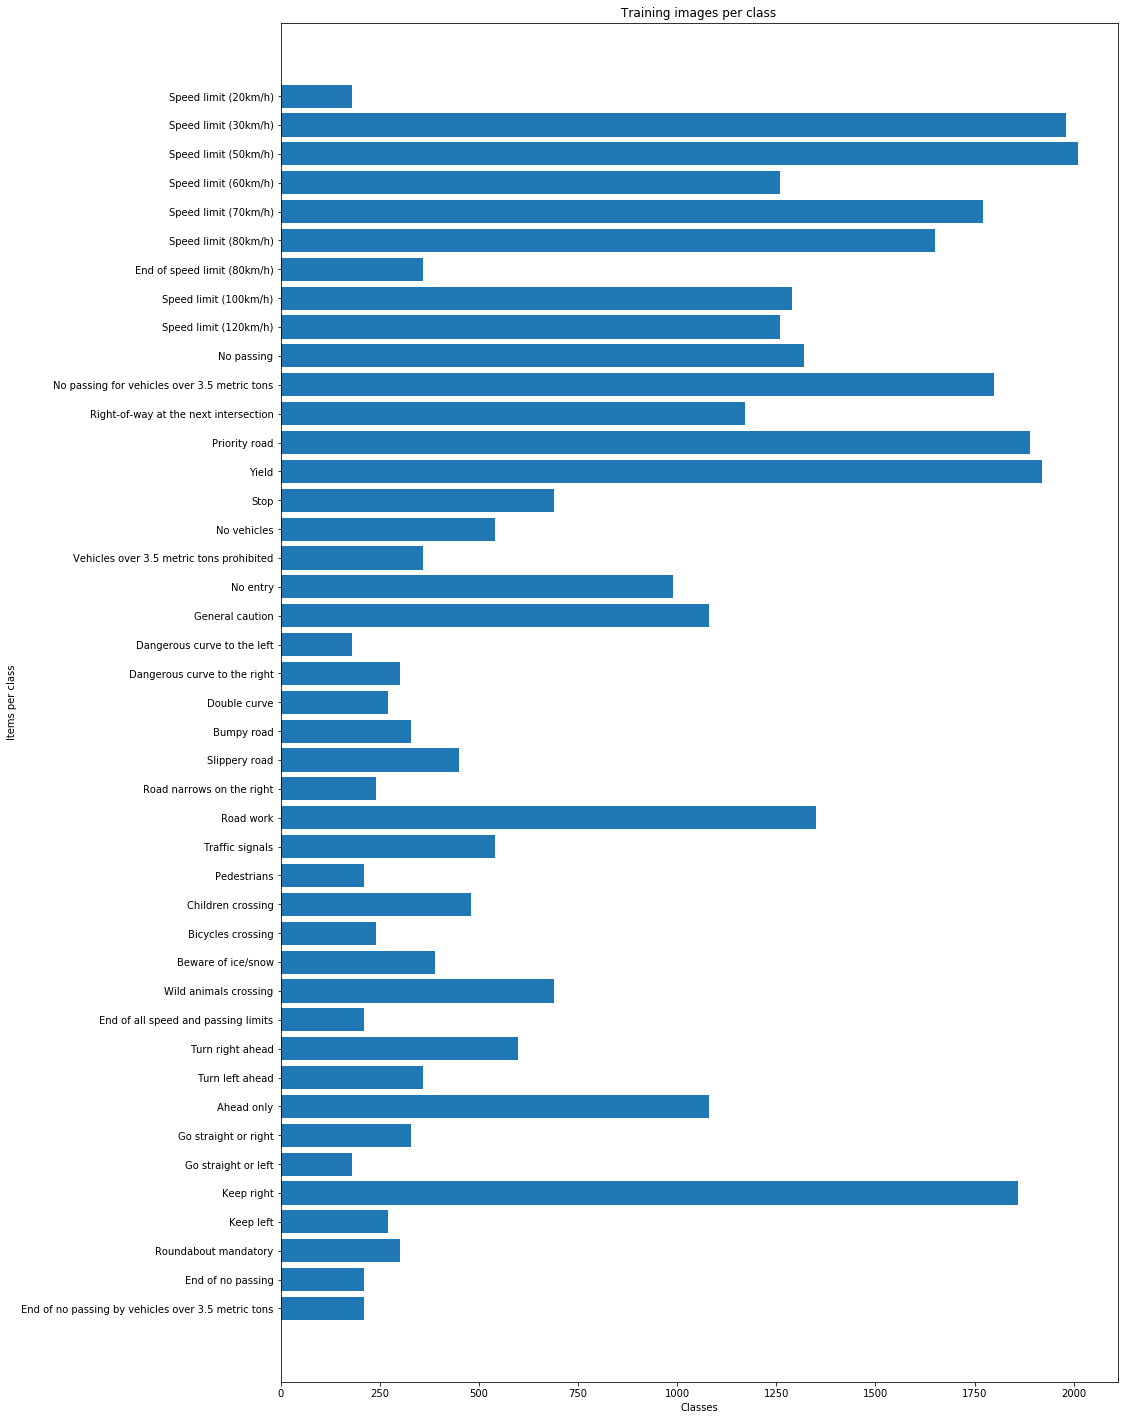 Training images per class
Speed limit (20km/h)
Speed limit (30km/h)
Speed limit (50km/h)
Speed limit (60km/h)
Speed limit (70km/h)
Speed limit (80km/h)
End of speed limit (80km/h)
Speed limit (100km/h)
Speed limit (120km/h)
No passing
No passing for vehicles over 3.5 metric tons
Right-of-way at the next intersection
Priority road
Yield
Stop
No vehicles
Vehicles over 3.5 metric tons prohibited
No entry
General caution
Dangerous curve to the left
Dangerous curve to the right
Double curve
Bumpy road
Slippery road
Road narrows on the right
Road work
Traffic signals
Pedestrians
Children crossing
Bicycles crossing
Beware of ice/snow
Wild animals crossing
End of all speed and passing limits
Turn right ahead
Turn left ahead
Ahead only
Go straight or right
Go straight or left
Keep right
Keep left
Roundabout mandatory
End of no passing
End of no passing by vehicles over 3.5 metric tons
Items per class
0 250 500 750 1000 1250 1500 1750 2000
Classes